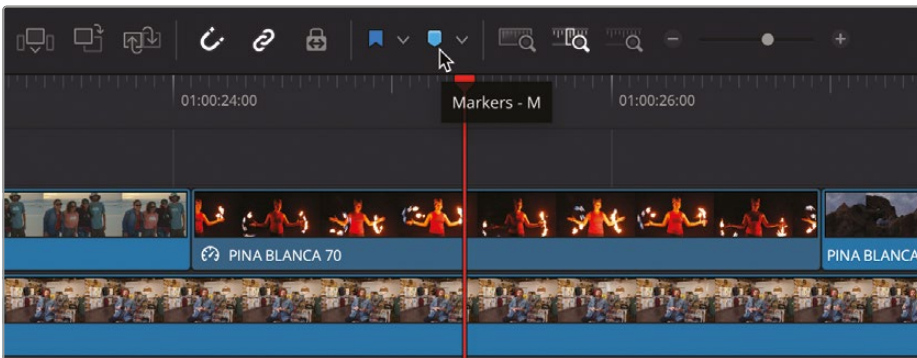 Markers - M
01:00:24:00
01:00:26:00
PINA BLANCA 70
PINA BLANCA